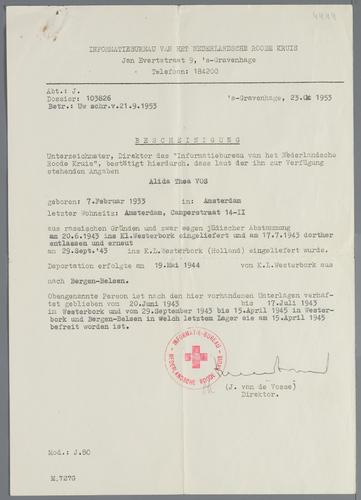 4444
INFORMATIEBUREAU VAN HET NEDERLANDSCHE ROODE KRUIS
Jan Evertstraat 9, 's-Gravenhage
Telefoon: 184200
Abt.: J.
Dossier: 103826
's-Gravenhage, 23.Oc 1953
Betr.: Uw schr.v.21.9.1953
BESCHEINIGUNG
Unterzeichneter, Direktor des "Informatiebureau van het Nederlandsche
Roode Kruis", bestätigt hierdurch, dass laut der ihm zur Verfügung
stehenden Angaben
Alida Thea VOS
geboren: 7.Februar 1933 in: Amsterdam
letzter Wohnsitz: Amsterdam, Camperstraat 14-II
aus rassischen Gründen und zwar wegen jüdischer Abstammung
am 20.6.1943 ins Kl.Westerbork eingeliefert und am 17.7.1943 dorther
entlassen und erneut
am 29.Sept.'43 ins K.L.Westerbork (Holland) eingeliefert wurde.
Deportation erfolgte am 19.Mai 1944 von K.L.Westerbork aus
nach Bergen-Belsen.
Obengenannte Person ist nach den hier vorhandenen Unterlagen verhaf-
tet geblieben vom 20.Juni 1943 bis 17.Juli 1943
in Westerbork und vom 29.September 1943 bis 15.April 1945 in Wester-
bork und Bergen-Belsen in Welch letztem Lager sie am 15.April 1945
befreit worden ist.
INFORMATIE-BUREAU
NEDERLANDSCHE ROODE KRUIS
(J. van de Vosse)
Direktor.
Mod.: J.80
M.727G